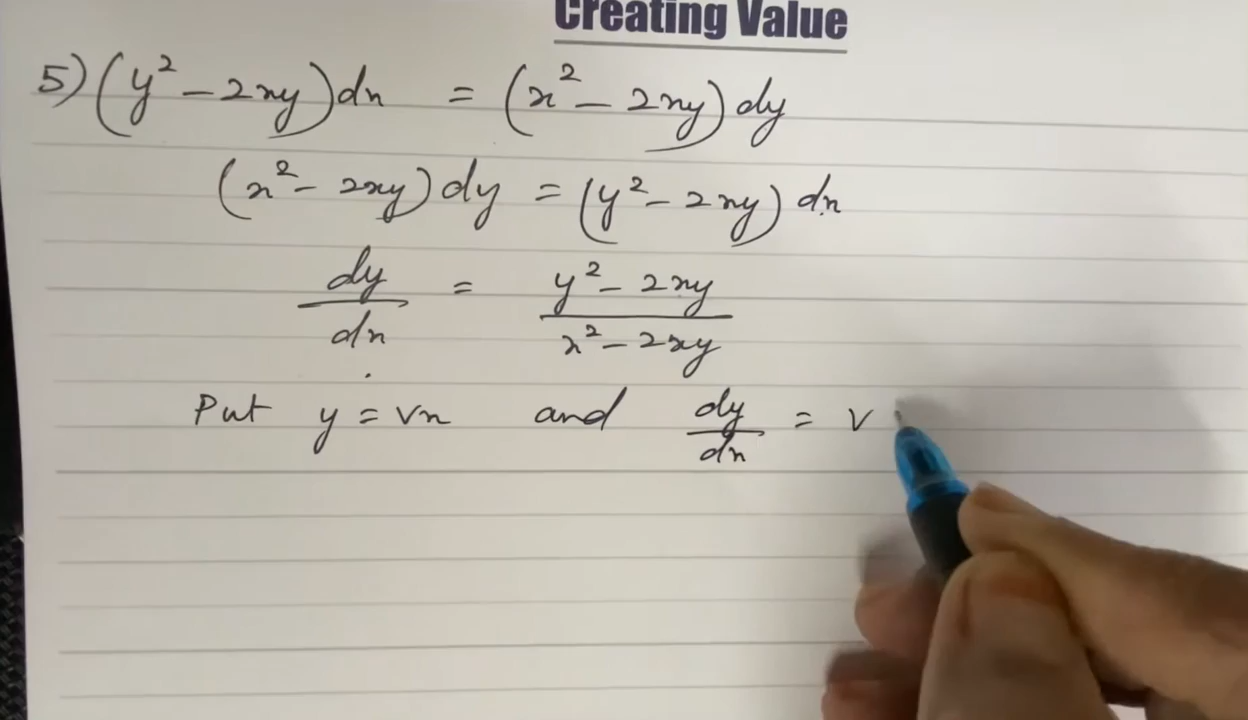 Creating Value
5) (y² - 2xy)dx = (x² - 2xy)dy
(x² - 2xy)dy = (y² - 2xy) dx
dy/dx = y² - 2xy / x² - 2xy
Put y = vx and dy/dx = v